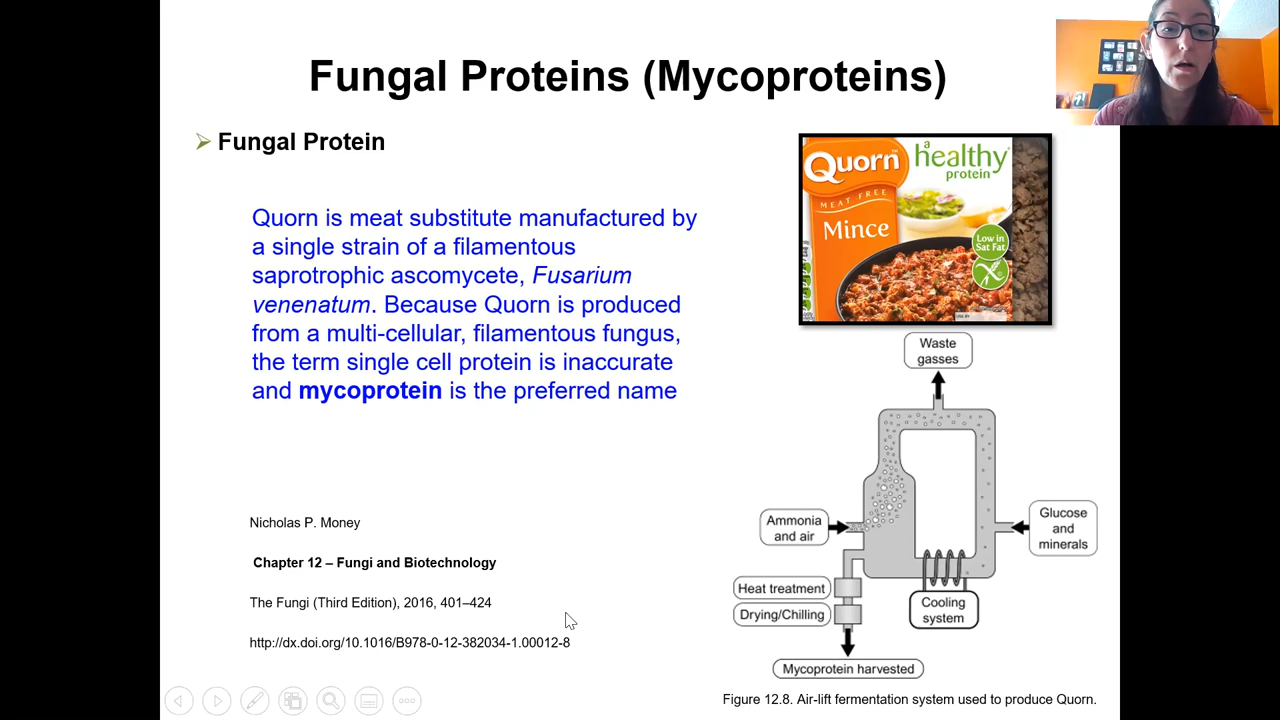 Fungal Proteins (Mycoproteins)
Fungal Protein
Quorn is meat substitute manufactured by
a single strain of a filamentous
saprotrophic ascomycete, Fusarium
venenatum. Because Quorn is produced
from a multi-cellular, filamentous fungus,
the term single cell protein is inaccurate
and mycoprotein is the preferred name
Nicholas P. Money
Chapter 12 – Fungi and Biotechnology
The Fungi (Third Edition), 2016, 401–424
http://dx.doi.org/10.1016/B978-0-12-382034-1.00012-8
Quorn™
MEAT FREE
Mince
a
healthy
protein
Low in
Sat Fat
Waste
gasses
Ammonia
and air
Glucose
and
minerals
Heat treatment
Drying/Chilling
Cooling
system
Mycoprotein harvested
Figure 12.8. Air-lift fermentation system used to produce Quorn.